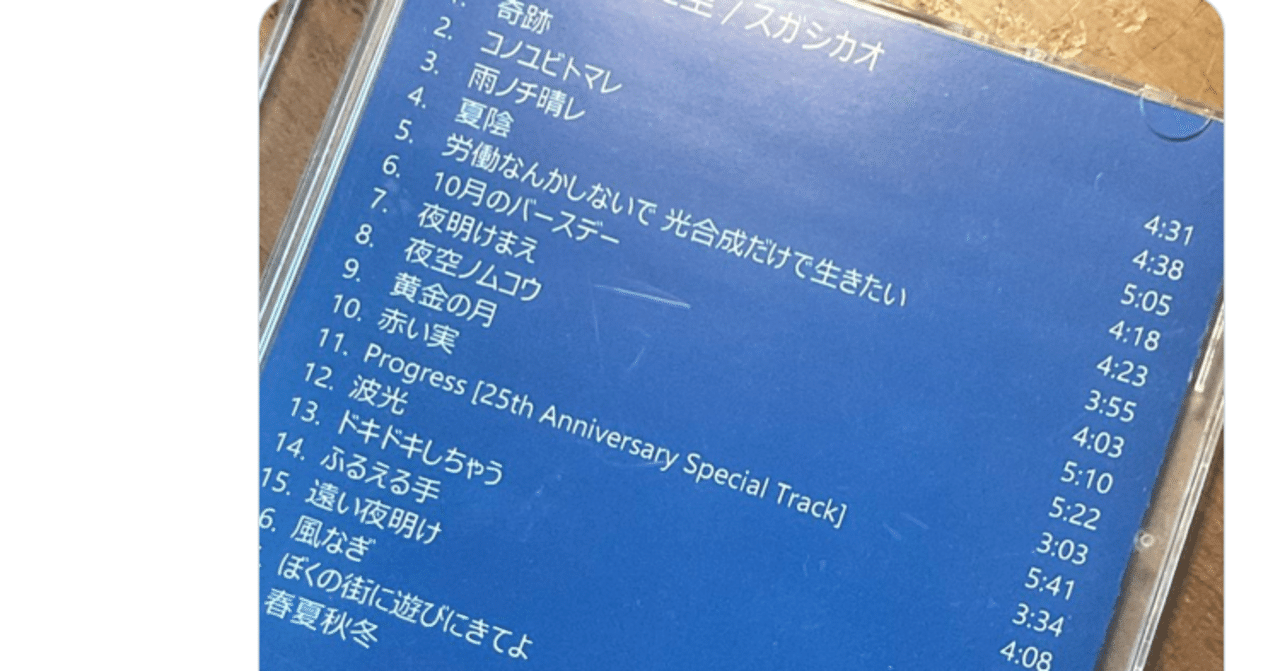 / スガシカオ
1. 奇跡 4:31
2. コノユビトマレ 4:38
3. 雨ノチ晴レ 5:05
4. 夏陰 4:18
5. 労働なんかしないで 光合成だけで生きたい 4:23
6. 10月のバースデー 3:55
7. 夜明けまえ 4:03
8. 夜空ノムコウ 5:10
9. 黄金の月 5:22
10. 赤い実 3:03
11. Progress [25th Anniversary Special Track] 5:41
12. 波光 3:34
13. ドキドキしちゃう 4:08
14. ふるえる手
15. 遠い夜明け
6. 風なぎ
ぼくの街に遊びにきてよ
春夏秋冬